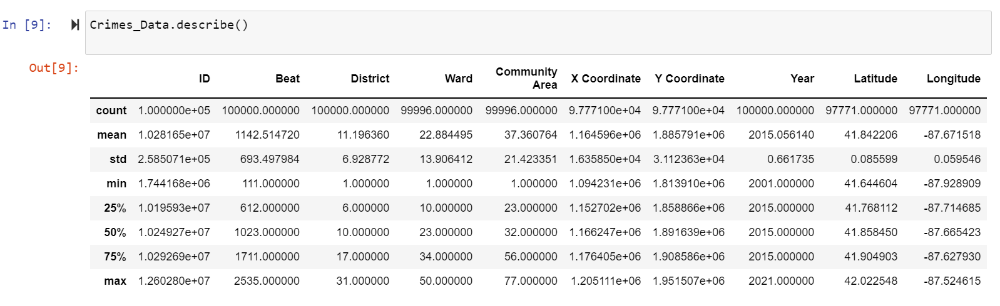 In [9]: Crimes_Data.describe()
Out[9]:
ID Beat District Ward Community Area X Coordinate Y Coordinate Year Latitude Longitude
count 1.000000e+05 100000.000000 100000.000000 99996.000000 99996.000000 9.777100e+04 9.777100e+04 100000.000000 97771.000000 97771.000000
mean 1.028165e+07 1142.514720 11.196360 22.884495 37.360764 1.164596e+06 1.885791e+06 2015.056140 41.842206 -87.671518
std 2.585071e+05 693.497984 6.928772 13.906412 21.423351 1.635850e+04 3.112363e+04 0.661735 0.085599 0.059546
min 1.744168e+06 111.000000 1.000000 1.000000 1.000000 1.094231e+06 1.813910e+06 2001.000000 41.644604 -87.928909
25% 1.019593e+07 612.000000 6.000000 10.000000 23.000000 1.152702e+06 1.858866e+06 2015.000000 41.768112 -87.714685
50% 1.024927e+07 1023.000000 10.000000 23.000000 32.000000 1.166247e+06 1.891639e+06 2015.000000 41.858450 -87.665423
75% 1.029269e+07 1711.000000 17.000000 34.000000 56.000000 1.176405e+06 1.908586e+06 2015.000000 41.904903 -87.627930
max 1.260280e+07 2535.000000 31.000000 50.000000 77.000000 1.205111e+06 1.951507e+06 2021.000000 42.022548 -87.524615